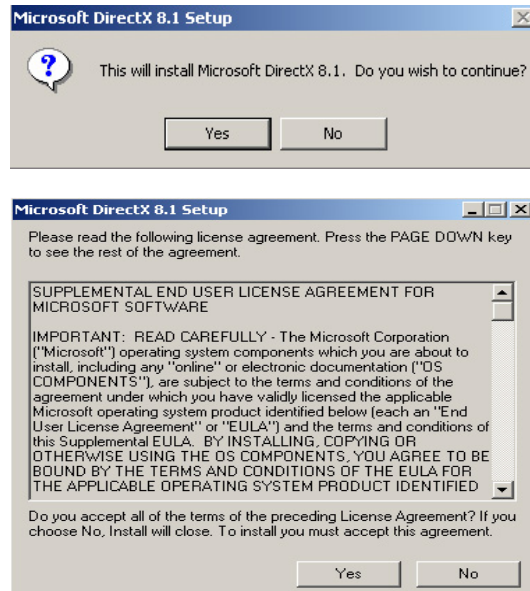 Microsoft DirectX 8.1 Setup
?
This will install Microsoft DirectX 8.1. Do you wish to continue?
Yes No
Microsoft DirectX 8.1 Setup
Please read the following license agreement. Press the PAGE DOWN key
to see the rest of the agreement.
SUPPLEMENTAL END USER LICENSE AGREEMENT FOR
MICROSOFT SOFTWARE
IMPORTANT: READ CAREFULLY - The Microsoft Corporation
("Microsoft") operating system components which you are about to
install, including any "online" or electronic documentation ("OS
COMPONENTS"), are subject to the terms and conditions of the
agreement under which you have validly licensed the applicable
Microsoft operating system product identified below (each an "End
User License Agreement" or "EULA") and the terms and conditions of
this Supplemental EULA. BY INSTALLING, COPYING OR
OTHERWISE USING THE OS COMPONENTS, YOU AGREE TO BE
BOUND BY THE TERMS AND CONDITIONS OF THE EULA FOR
THE APPLICABLE OPERATING SYSTEM PRODUCT IDENTIFIED
Do you accept all of the terms of the preceding License Agreement? If you
choose No, Install will close. To install you must accept this agreement.
Yes No